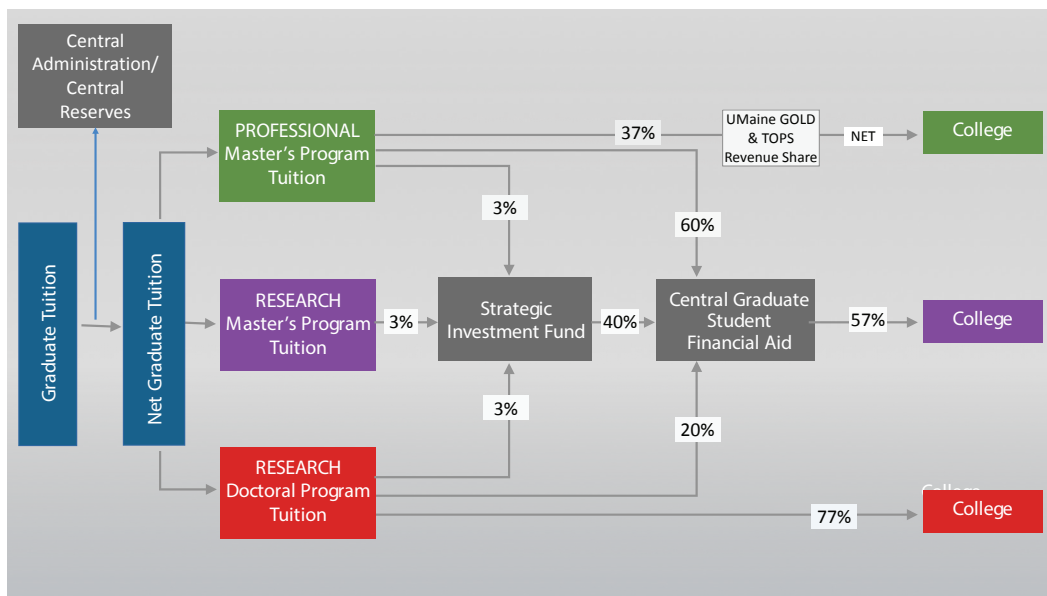 Central
Administration/
Central
Reserves
PROFESSIONAL
Master's Program
Tuition
37%
UMaine GOLD
& TOPS
Revenue Share
NET
College
3%
60%
Graduate Tuition
Net Graduate Tuition
RESEARCH
Master's Program
Tuition
3%
Strategic
Investment Fund
40%
Central Graduate
Student
Financial Aid
57%
College
3%
20%
RESEARCH
Doctoral Program
Tuition
77%
College
College